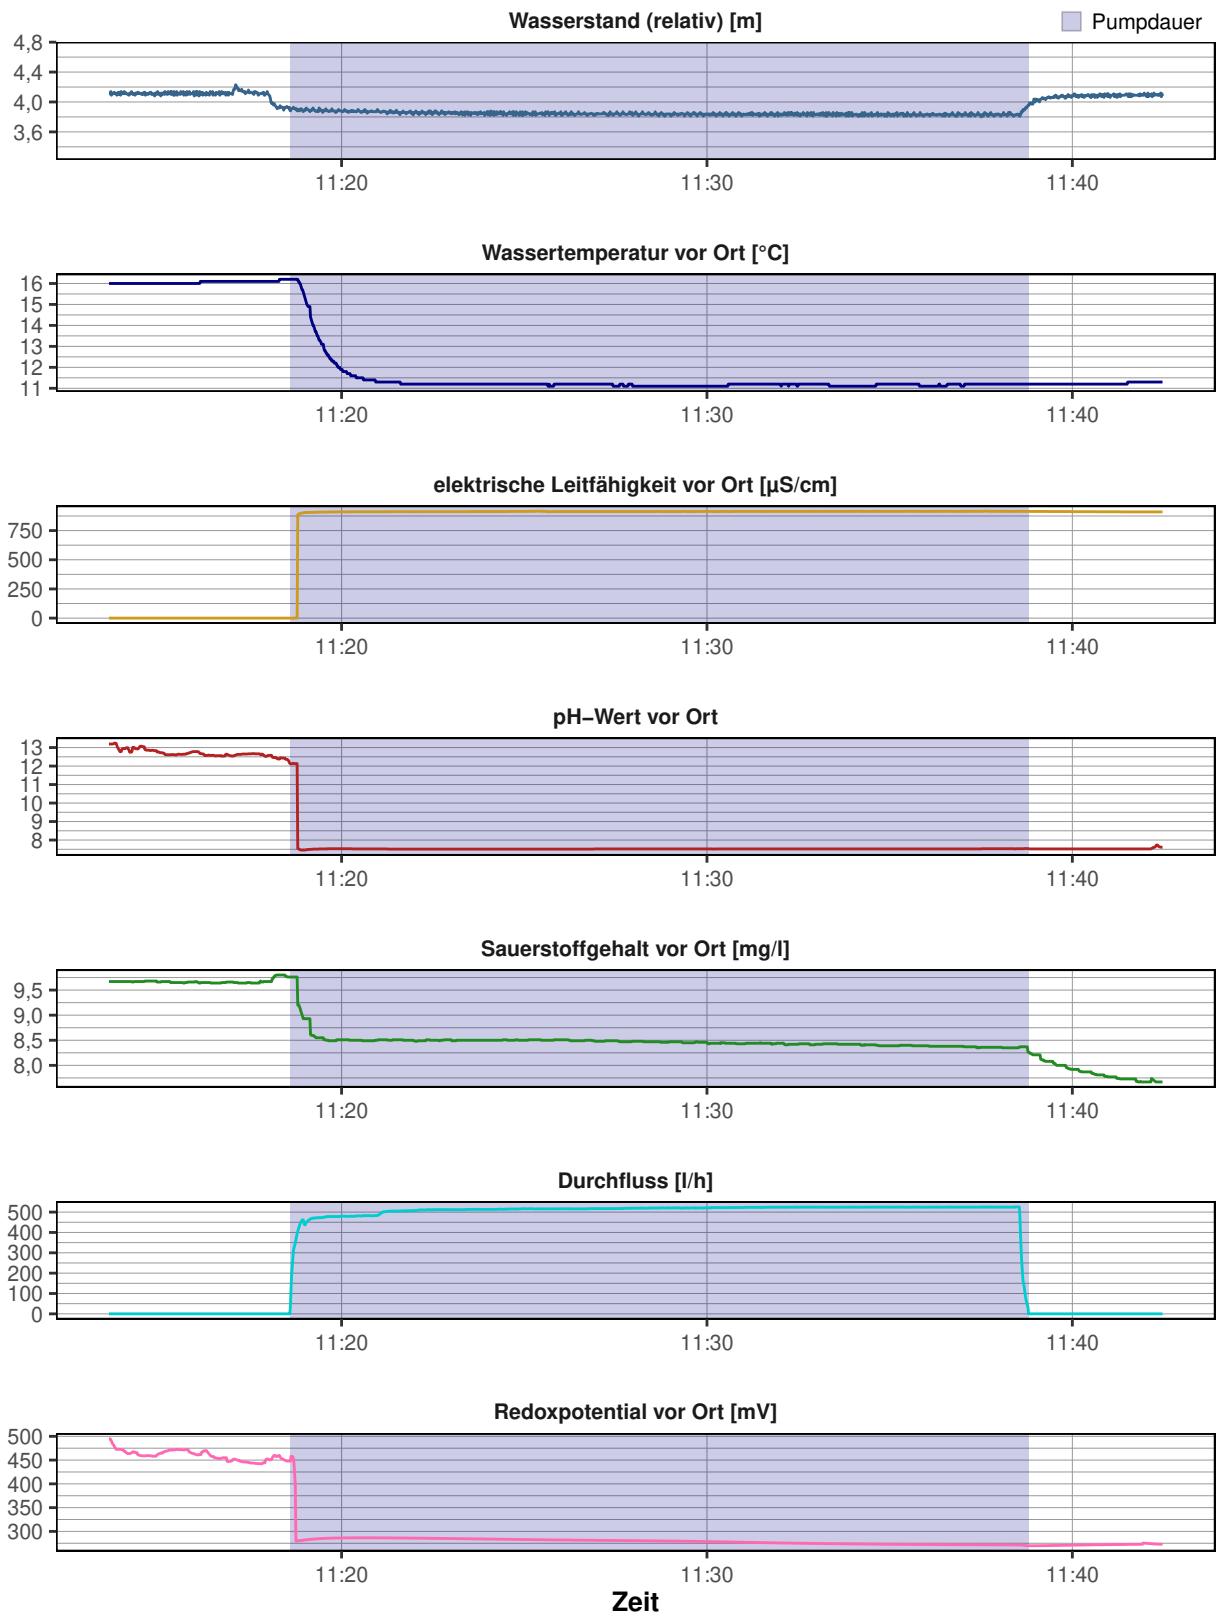 Wasserstand (relativ) [m]
Pumpdauer
4,8
4,4
4,0
3,6
11:20 11:30 11:40
Wassertemperatur vor Ort [°C]
16
15
14
13
12
11
11:20 11:30 11:40
elektrische Leitfähigkeit vor Ort [µS/cm]
750
500
250
0
11:20 11:30 11:40
pH−Wert vor Ort
13
12
11
10
9
8
11:20 11:30 11:40
Sauerstoffgehalt vor Ort [mg/l]
9,5
9,0
8,5
8,0
11:20 11:30 11:40
Durchfluss [l/h]
500
400
300
200
100
0
11:20 11:30 11:40
Redoxpotential vor Ort [mV]
500
450
400
350
300
11:20 11:30 11:40
Zeit